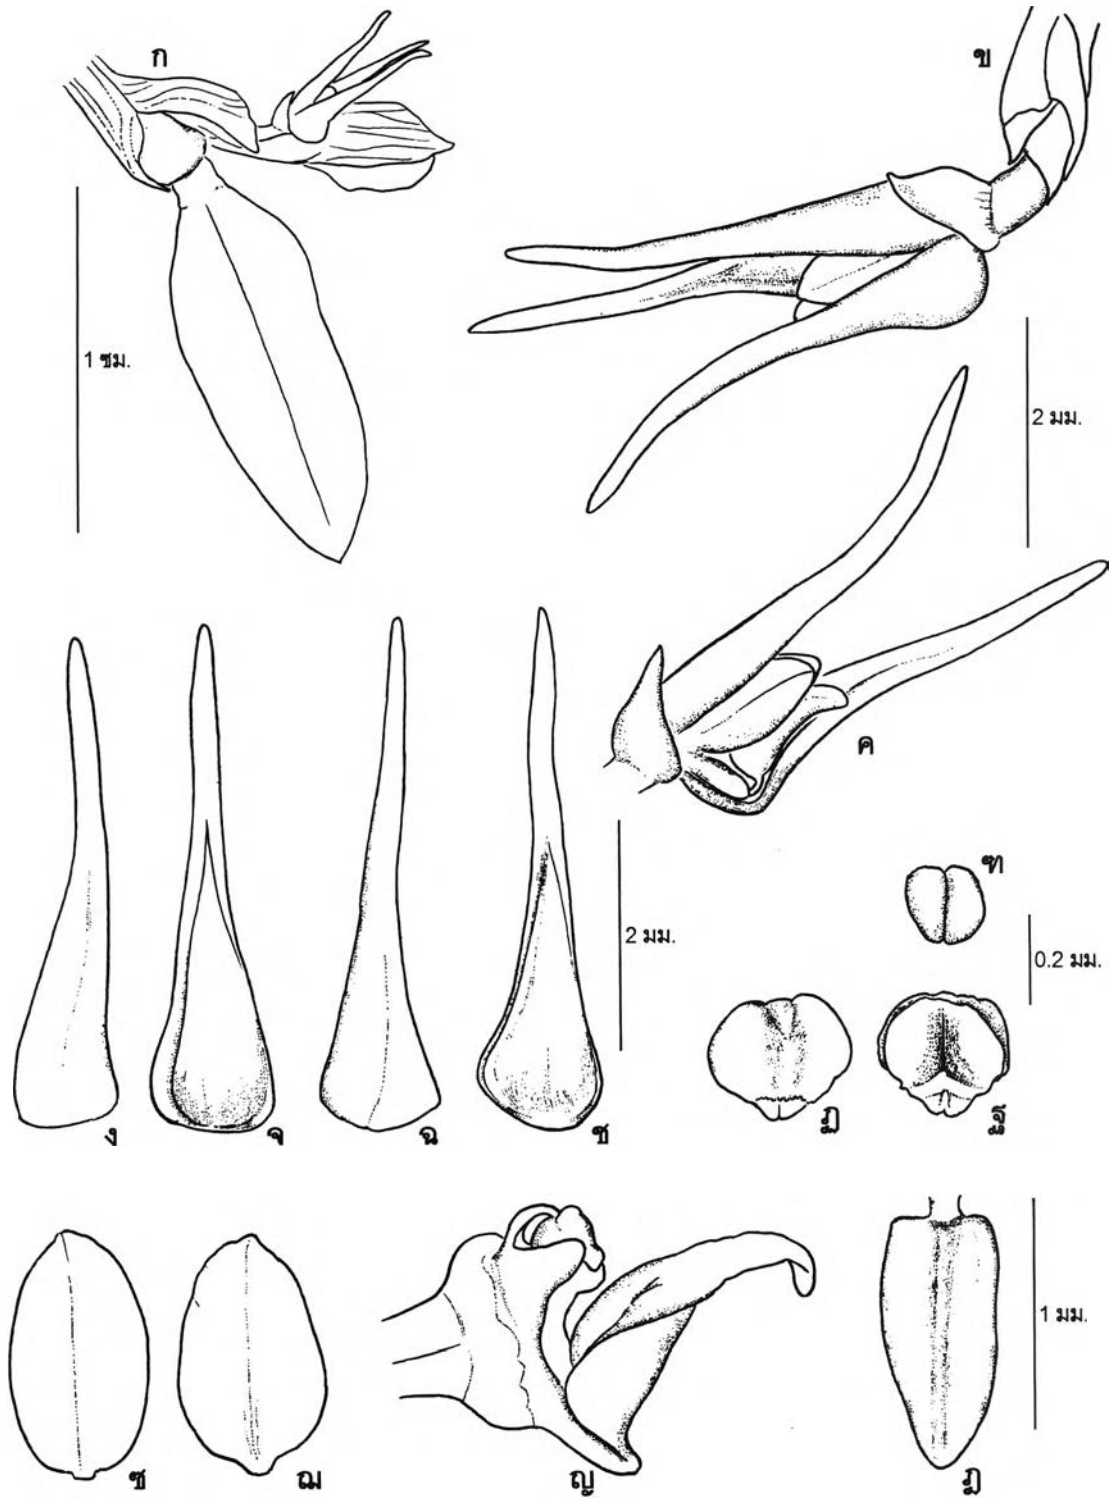 ก
ข
1 ซม.
2 มม.
ค
ฑ
2 มม.
0.2 มม.
ง จ ฉ ช ฏ ฐ
1 มม.
ซ ฌ ญ ฎ